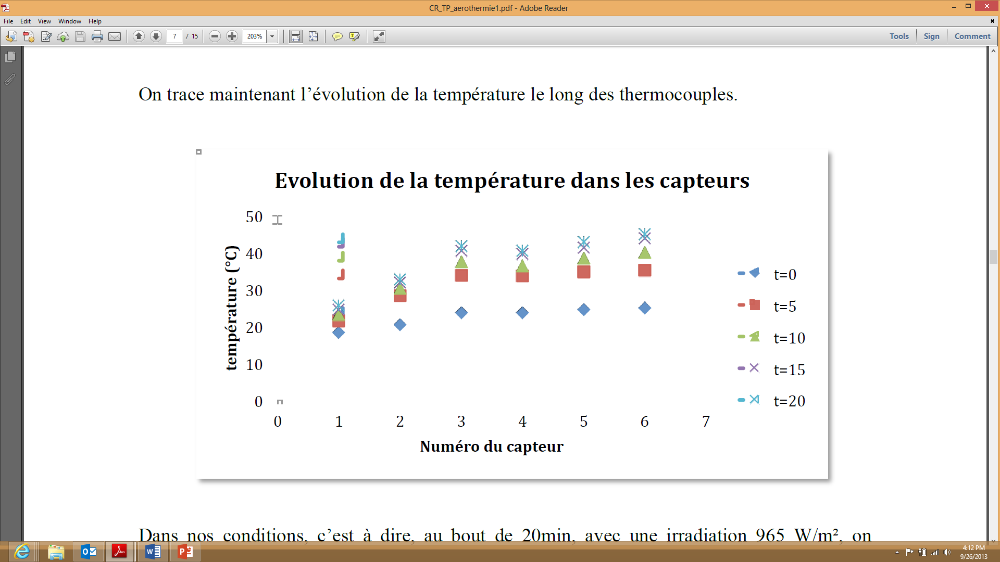 CR_TP_aerothermie1.pdf - Adobe Reader
File Edit View Window Help
7 / 15 203% Tools Sign Comment
On trace maintenant l’évolution de la température le long des thermocouples.
Evolution de la température dans les capteurs
température (°C)
50
40
30
20
10
0
0 1 2 3 4 5 6 7
Numéro du capteur
t=0
t=5
t=10
t=15
t=20
Dans nos conditions, c’est à dire, au bout de 20min, avec une irradiation 965 W/m², on
4:12 PM
9/26/2013